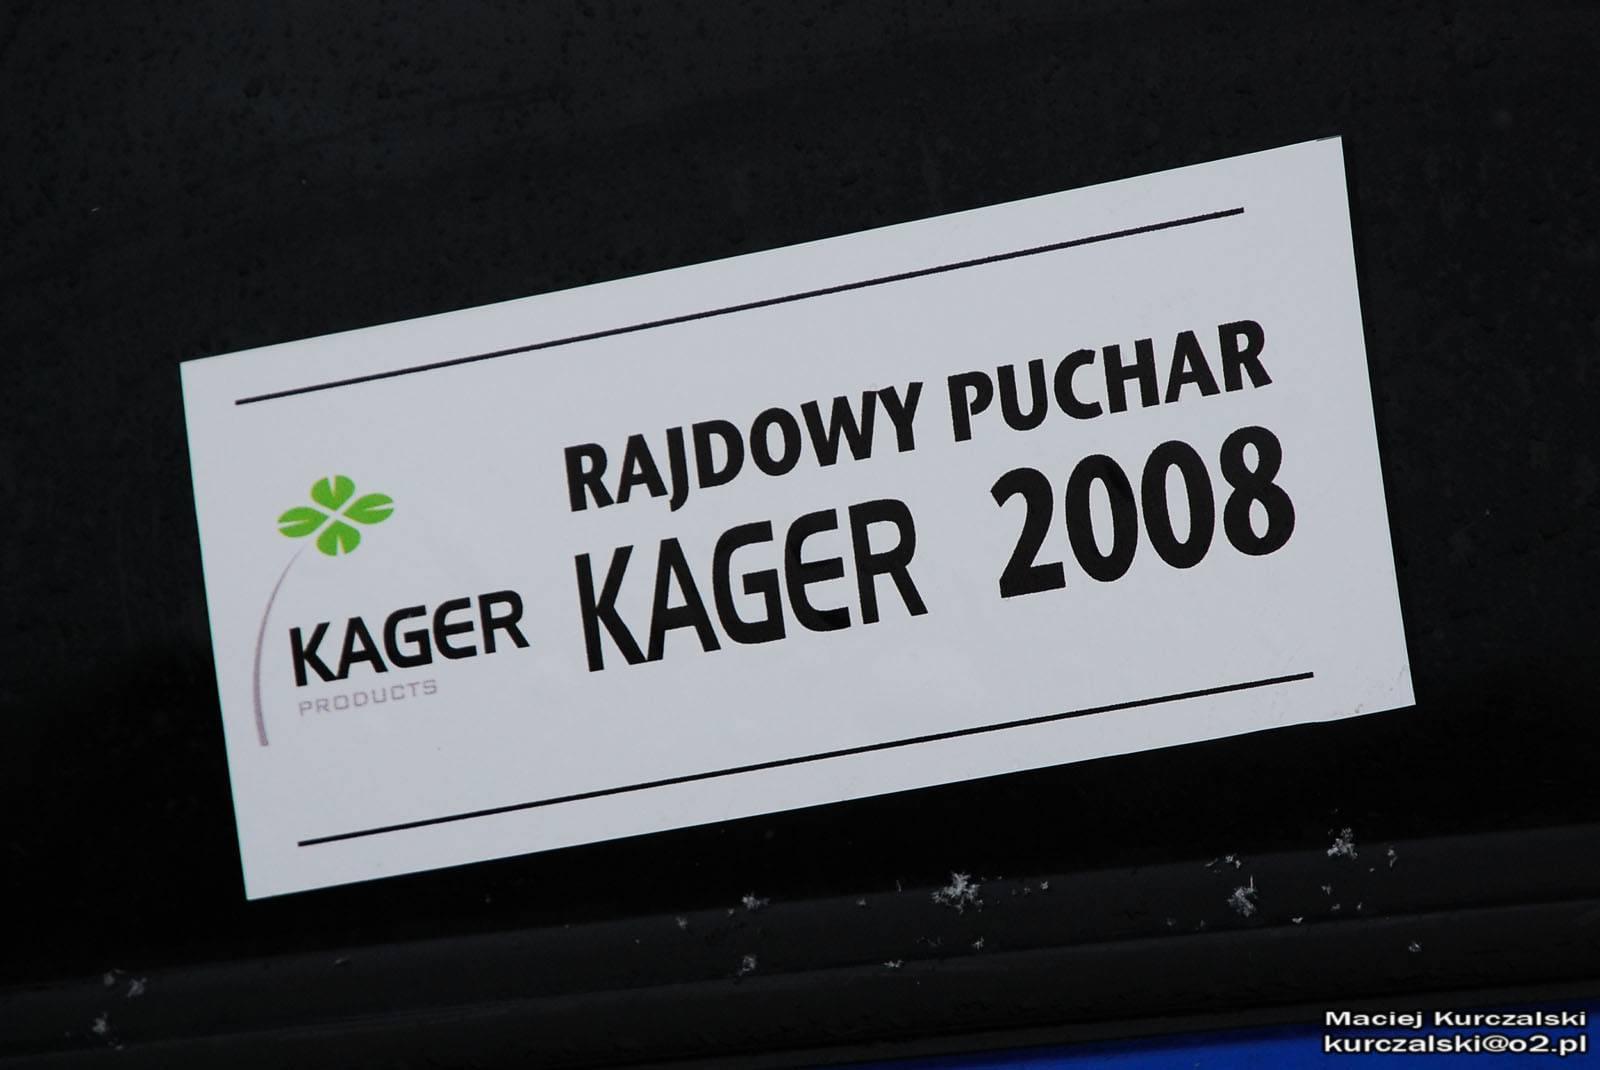 RAJDOWY PUCHAR
KAGER 2008
KAGER
PRODUCTS
Maciej Kurczalski
kurczalski@o2.pl